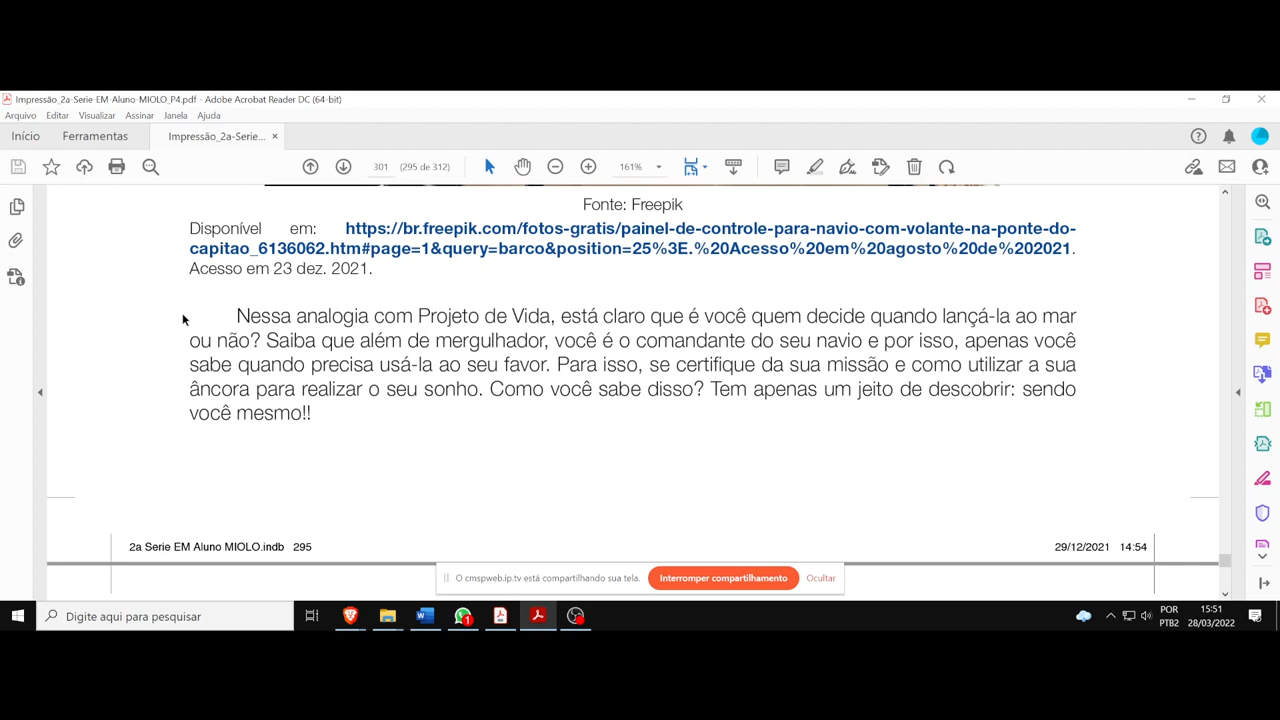 Impressão_2a-Serie-EM-Aluno-MIOLO_P4.pdf - Adobe Acrobat Reader DC (64-bit)
Arquivo Editar Visualizar Assinar Janela Ajuda
Início Ferramentas Impressão_2a-Serie... ×
301 (295 de 312) 161%
Fonte: Freepik
Disponível em: https://br.freepik.com/fotos-gratis/painel-de-controle-para-navio-com-volante-na-ponte-do-
capitao_6136062.htm#page=1&query=barco&position=25%3E.%20Acesso%20em%20agosto%20de%202021.
Acesso em 23 dez. 2021.
Nessa analogia com Projeto de Vida, está claro que é você quem decide quando lançá-la ao mar
ou não? Saiba que além de mergulhador, você é o comandante do seu navio e por isso, apenas você
sabe quando precisa usá-la ao seu favor. Para isso, se certifique da sua missão e como utilizar a sua
âncora para realizar o seu sonho. Como você sabe disso? Tem apenas um jeito de descobrir: sendo
você mesmo!!
2a Serie EM Aluno MIOLO.indb 295 29/12/2021 14:54
O cmspweb.ip.tv está compartilhando sua tela. Interromper compartilhamento Ocultar
Digite aqui para pesquisar
1
POR 15:51
PTB2 28/03/2022